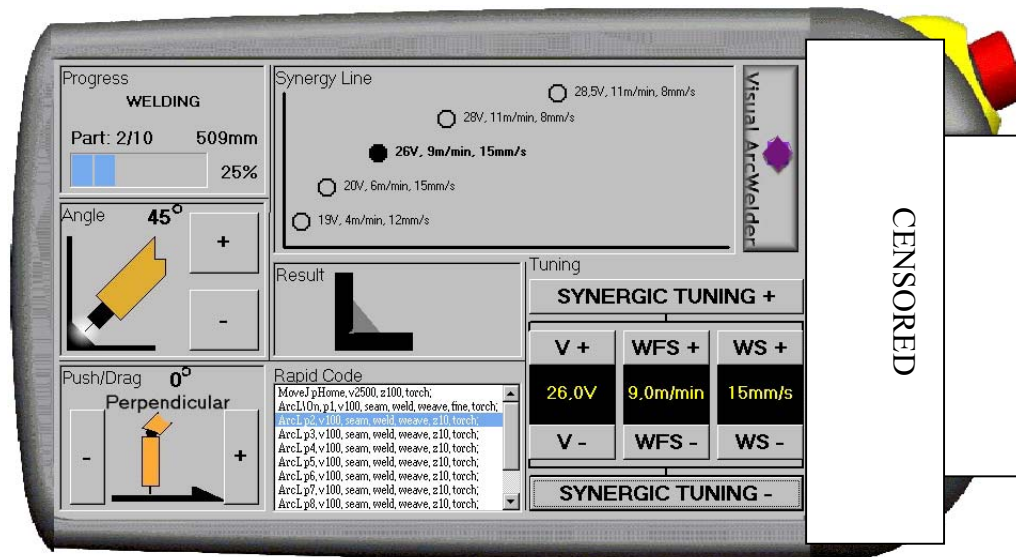 Progress
WELDING
Part: 2/10 509mm
25%
Synergy Line
28,5V, 11m/min, 8mm/s
28V, 11m/min, 8mm/s
26V, 9m/min, 15mm/s
20V, 6m/min, 15mm/s
19V, 4m/min, 12mm/s
Visual ArcWelder
CENSORED
Angle 45°
+
-
Result
Tuning
SYNERGIC TUNING +
V + WFS + WS +
26,0V 9,0m/min 15mm/s
V - WFS - WS -
SYNERGIC TUNING -
Push/Drag 0°
Perpendicular
- +
Rapid Code
MoveJ pHome, v2500, z100, torch;
ArcL\On, p1, v100, seam, weld, weave, fine, torch;
ArcL p2, v100, seam, weld, weave, z10, torch;
ArcL p3, v100, seam, weld, weave, z10, torch;
ArcL p4, v100, seam, weld, weave, z10, torch;
ArcL p5, v100, seam, weld, weave, z10, torch;
ArcL p6, v100, seam, weld, weave, z10, torch;
ArcL p7, v100, seam, weld, weave, z10, torch;
ArcL p8, v100, seam, weld, weave, z10, torch;